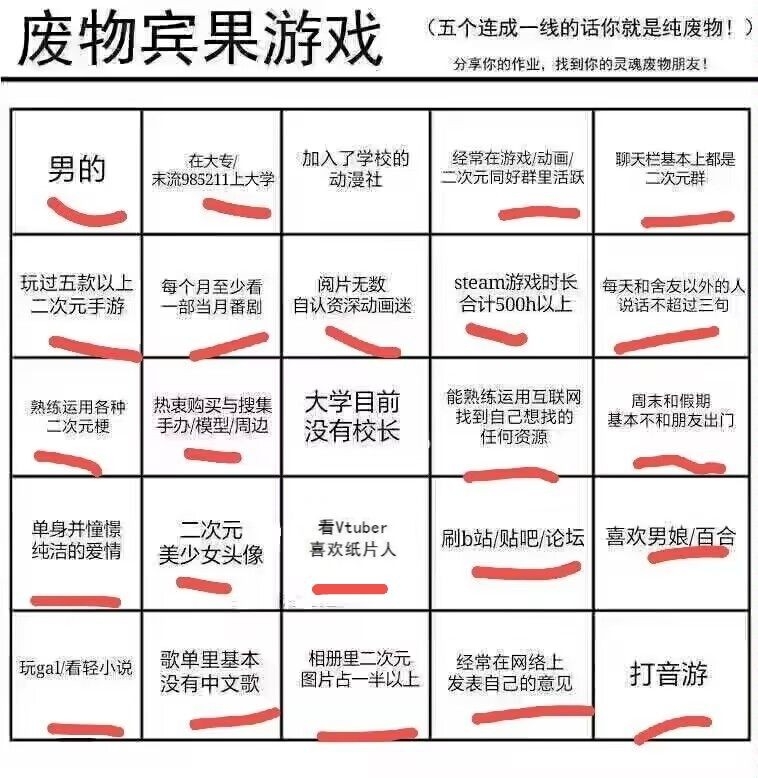 废物宾果游戏
（五个连成一线的话你就是纯废物！）
分享你的作业，找到你的灵魂废物朋友！
男的
在大专/
末流985211上大学
加入了学校的
动漫社
经常在游戏/动画/
二次元同好群里活跃
聊天栏基本上都是
二次元群
玩过五款以上
二次元手游
每个月至少看
一部当月番剧
阅片无数
自认资深动画迷
steam游戏时长
合计500h以上
每天和舍友以外的人
说话不超过三句
熟练运用各种
二次元梗
热衷购买与搜集
手办/模型/周边
大学目前
没有校长
能熟练运用互联网
找到自己想找的
任何资源
周末和假期
基本不和朋友出门
单身并憧憬
纯洁的爱情
二次元
美少女头像
看Vtuber
喜欢纸片人
刷b站/贴吧/论坛
喜欢男娘/百合
玩gal/看轻小说
歌单里基本
没有中文歌
相册里二次元
图片占一半以上
经常在网络上
发表自己的意见
打音游